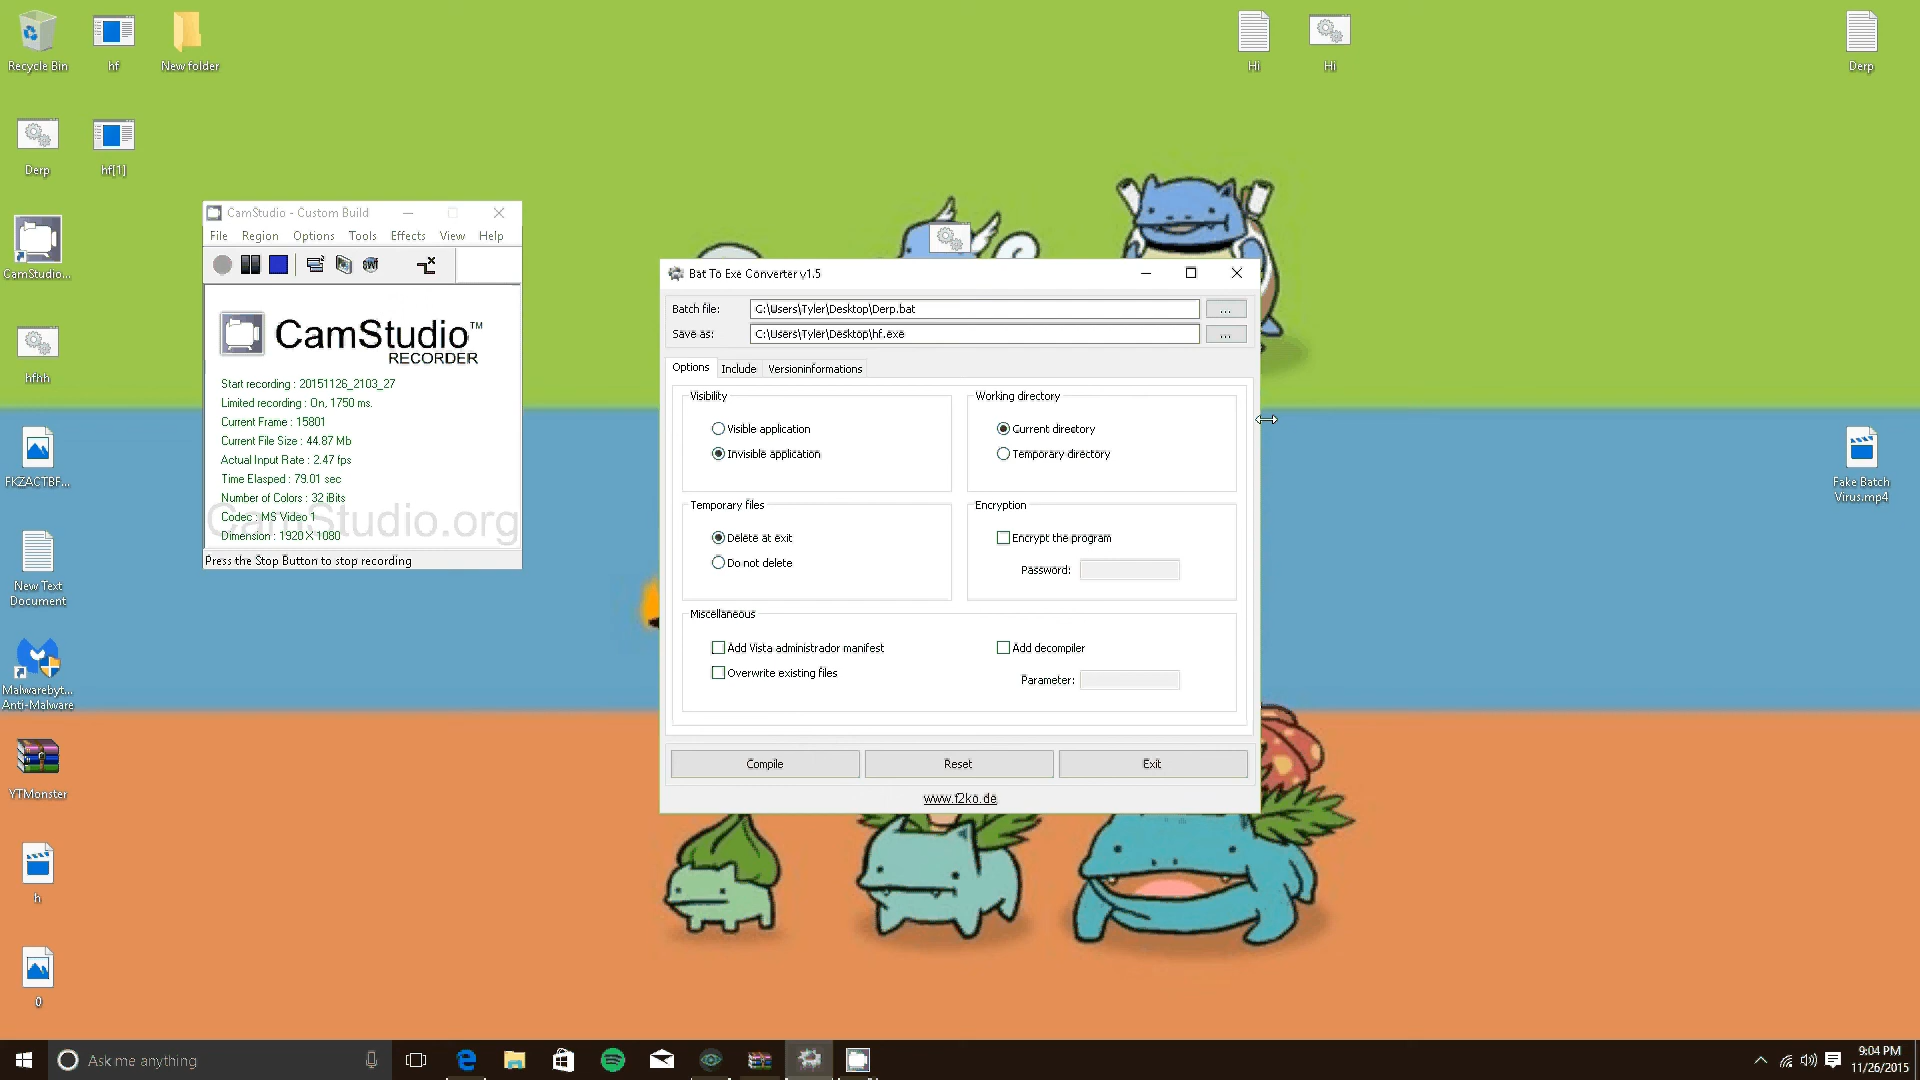 Recycle Bin
hf
New folder
Hi
Hi
Derp
Derp
hf[1]
CamStudio...
hfhh
FKZACTBF...
New Text
Document
Malwarebyt...
Anti-Malware
YTMonster
h
0
Fake Batch
Virus.mp4
CamStudio - Custom Build
File Region Options Tools Effects View Help
CamStudio™
RECORDER
Start recording : 20151126_2103_27
Limited recording : On, 1750 ms.
Current Frame : 15801
Current File Size : 44.87 Mb
Actual Input Rate : 2.47 fps
Time Elasped : 79.01 sec
Number of Colors : 32 iBits
Codec : MS Video 1
Dimension : 1920 X 1080
CamStudio.org
Press the Stop Button to stop recording
Bat To Exe Converter v1.5
Batch file: C:\Users\Tyler\Desktop\Derp.bat ...
Save as: C:\Users\Tyler\Desktop\hf.exe ...
Options Include Versioninformations
Visibility
Visible application
Invisible application
Working directory
Current directory
Temporary directory
Temporary files
Delete at exit
Do not delete
Encryption
Encrypt the program
Password:
Miscellaneous
Add Vista administrador manifest
Overwrite existing files
Add decompiler
Parameter:
Compile Reset Exit
www.f2ko.de
Ask me anything
9:04 PM
11/26/2015